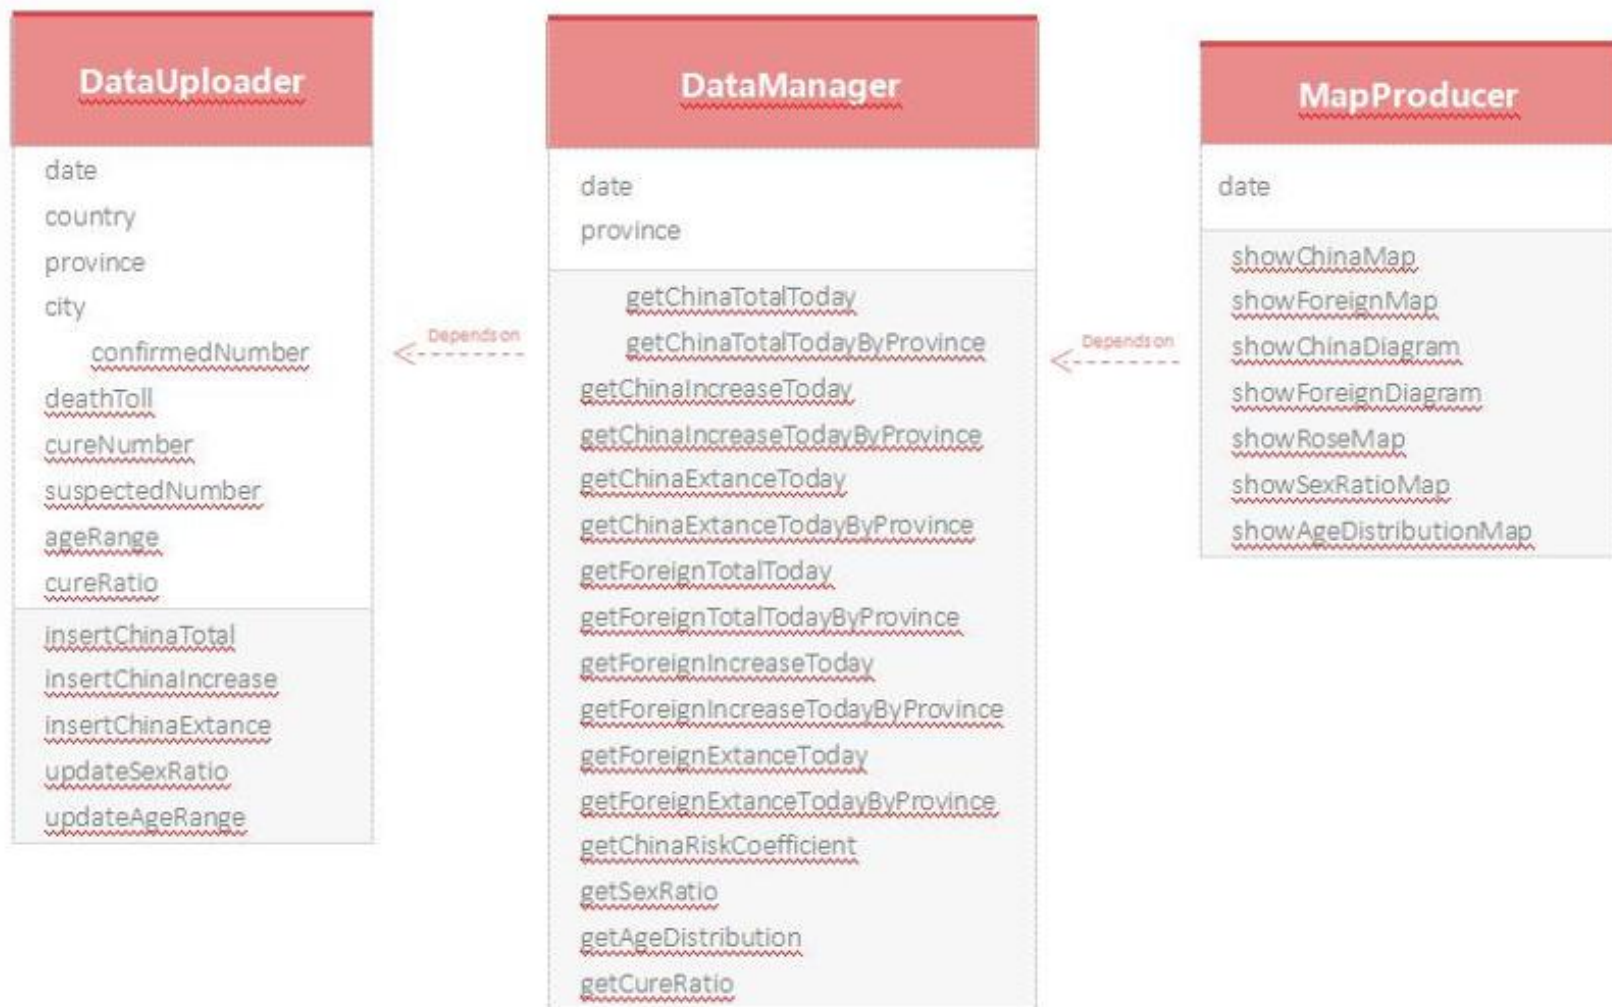 DataUploader
date
country
province
city
confirmedNumber
deathToll
cureNumber
suspectedNumber
ageRange
cureRatio
insertChinaTotal
insertChinaIncrease
insertChinaExtance
updateSexRatio
updateAgeRange
Depends on
DataManager
date
province
getChinaTotalToday
getChinaTotalTodayByProvince
getChinaIncreaseToday
getChinaIncreaseTodayByProvince
getChinaExtanceToday
getChinaExtanceTodayByProvince
getForeignTotalToday
getForeignTotalTodayByProvince
getForeignIncreaseToday
getForeignIncreaseTodayByProvince
getForeignExtanceToday
getForeignExtanceTodayByProvince
getChinaRiskCoefficient
getSexRatio
getAgeDistribution
getCureRatio
Depends on
MapProducer
date
showChinaMap
showForeignMap
showChinaDiagram
showForeignDiagram
showRoseMap
showSexRatioMap
showAgeDistributionMap